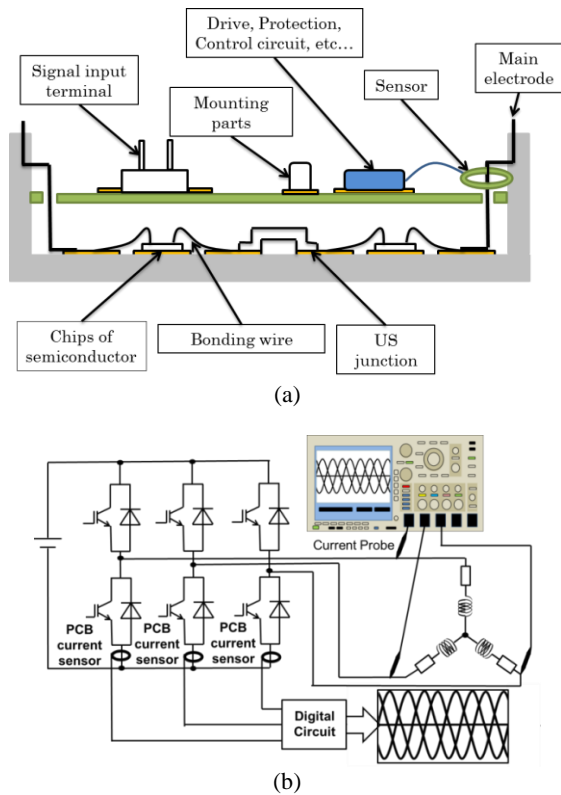 Drive, Protection,
Control circuit, etc…
Main
electrode
Signal input
terminal
Mounting
parts
Sensor
Chips of
semiconductor
Bonding wire
US
junction
(a)
Current Probe
PCB
current
sensor
PCB
current
sensor
PCB
current
sensor
Digital
Circuit
(b)